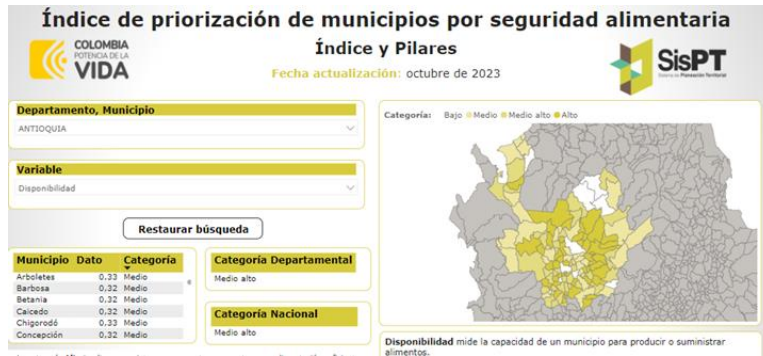 Índice de priorización de municipios por seguridad alimentaria
COLOMBIA
POTENCIA DE LA
VIDA
Índice y Pilares
Fecha actualización: octubre de 2023
SisPT
Sistema de Planeación Territorial
Departamento, Municipio
ANTIOQUIA
Variable
Disponibilidad
Restaurar búsqueda
Municipio Dato Categoría
Arboletes 0,33 Medio
Barbosa 0,32 Medio
Betania 0,32 Medio
Caicedo 0,32 Medio
Chigorodó 0,33 Medio
Concepción 0,32 Medio
Categoría Departamental
Medio alto
Categoría Nacional
Medio alto
Categoría: Bajo Medio Medio alto Alto
Disponibilidad mide la capacidad de un municipio para producir o suministrar
alimentos.